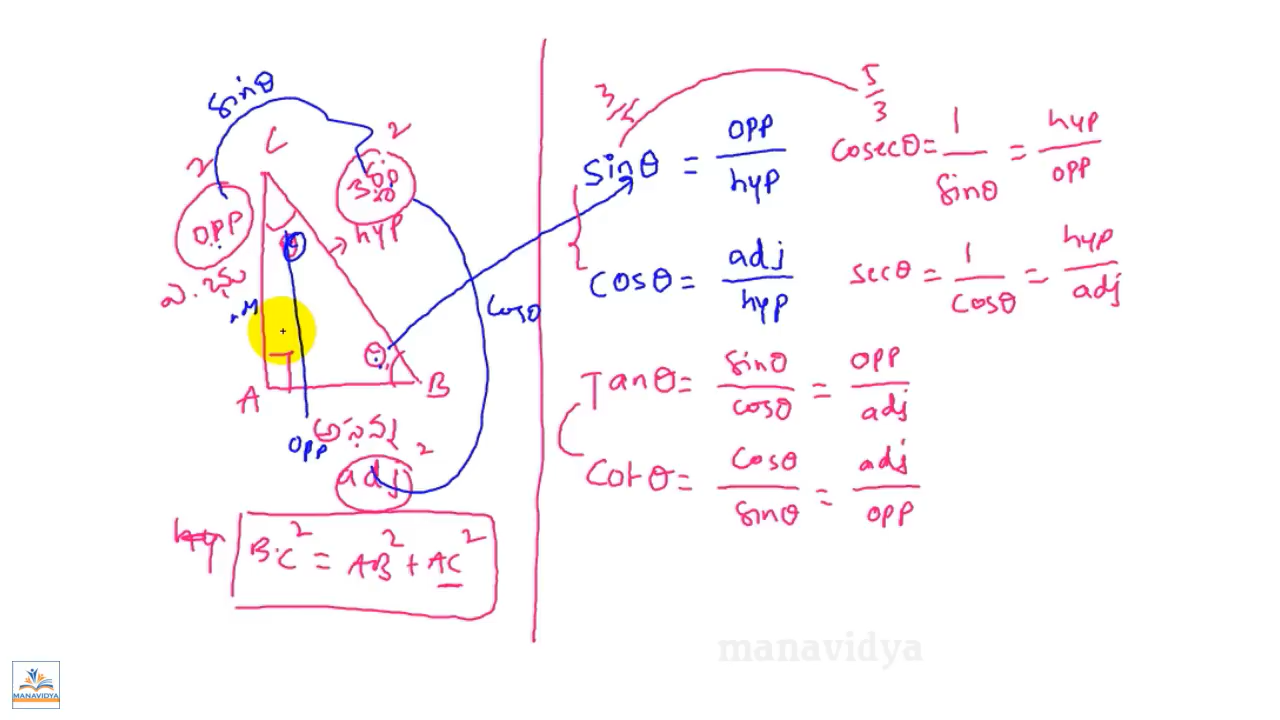 sinθ
C
2
2
opp
hyp
θ
θ
A
B
opp
cosθ
adj
2
BC² = AB² + AC²
3/5
5/3
sinθ = opp/hyp
cosecθ = 1/sinθ = hyp/opp
cosθ = adj/hyp
secθ = 1/cosθ = hyp/adj
Tanθ = sinθ/cosθ = opp/adj
Cotθ = cosθ/sinθ = adj/opp
manavidya
MANAVIDYA